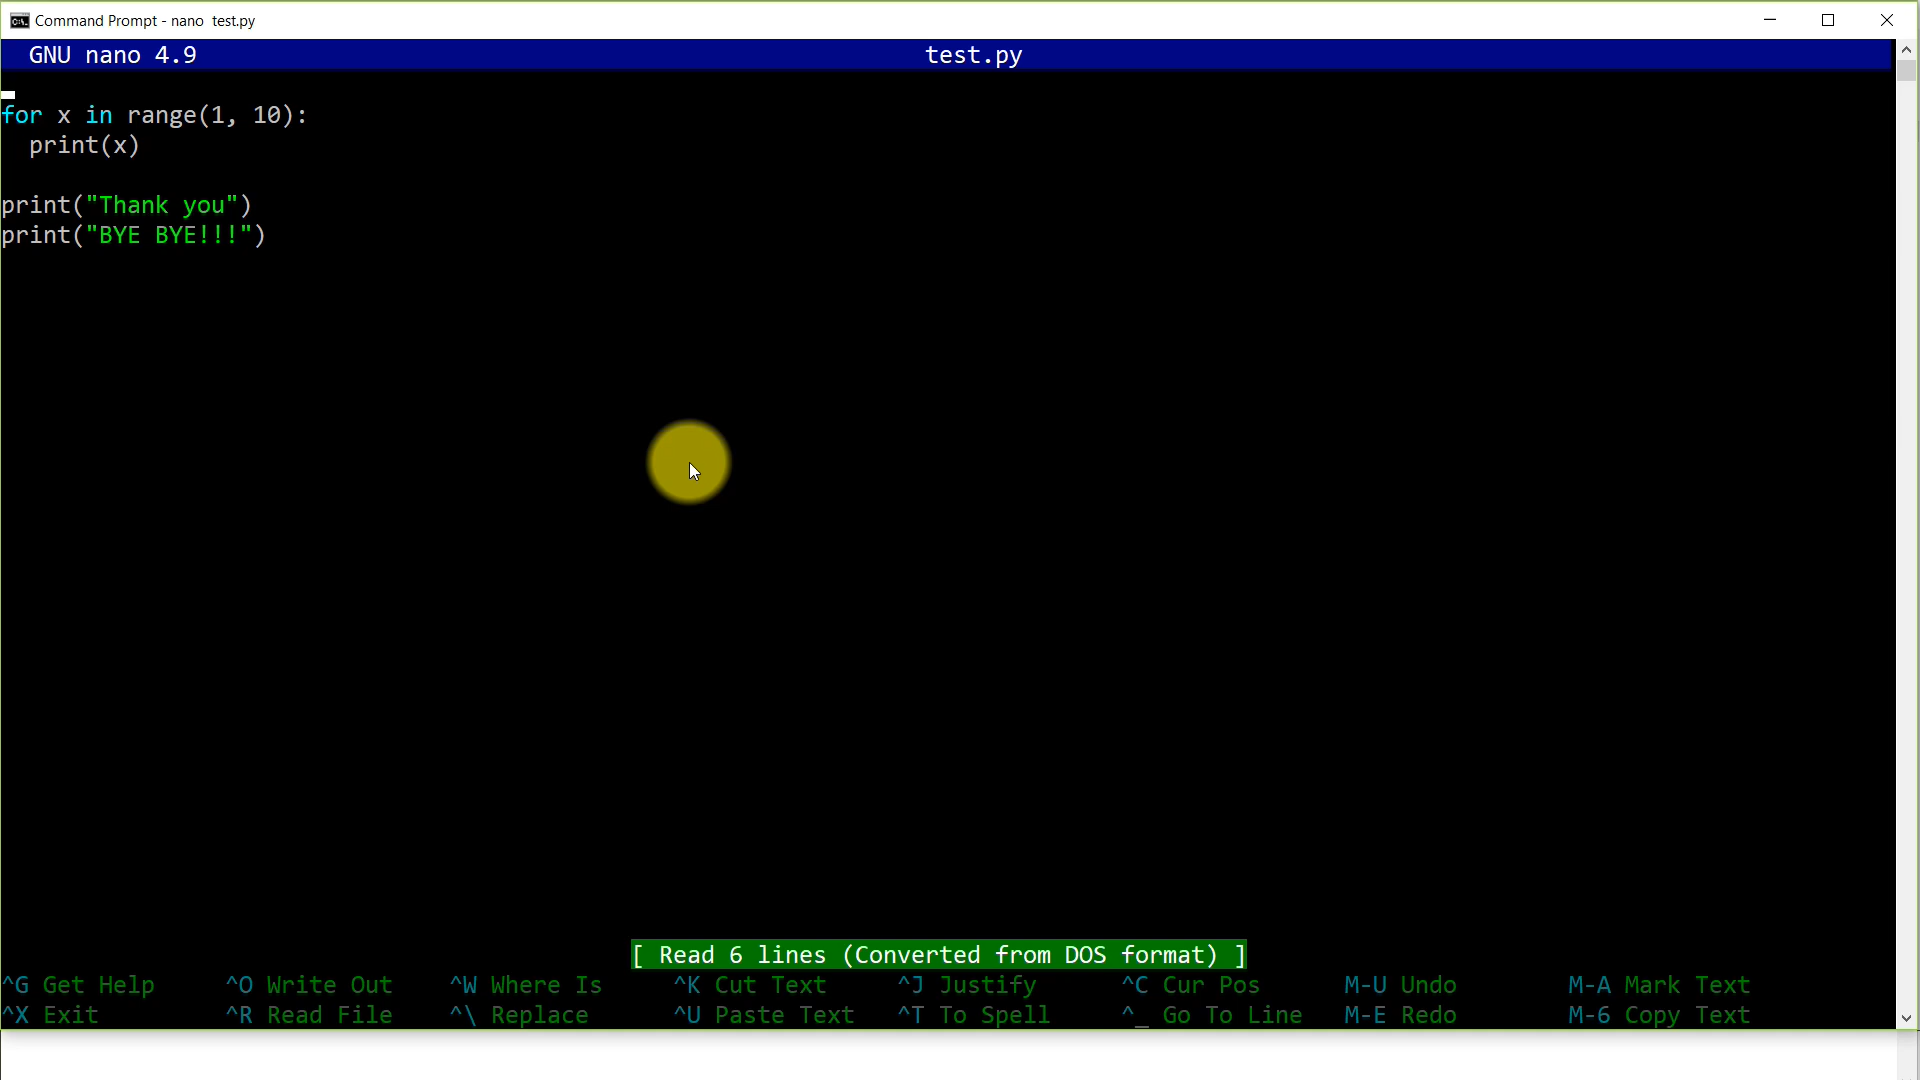 Command Prompt - nano  test.py
GNU nano 4.9 test.py
for x in range(1, 10):
  print(x)
print("Thank you")
print("BYE BYE!!!")
[ Read 6 lines (Converted from DOS format) ]
^G Get Help ^O Write Out ^W Where Is ^K Cut Text ^J Justify ^C Cur Pos M-U Undo M-A Mark Text
^X Exit ^R Read File ^\ Replace ^U Paste Text ^T To Spell ^_ Go To Line M-E Redo M-6 Copy Text